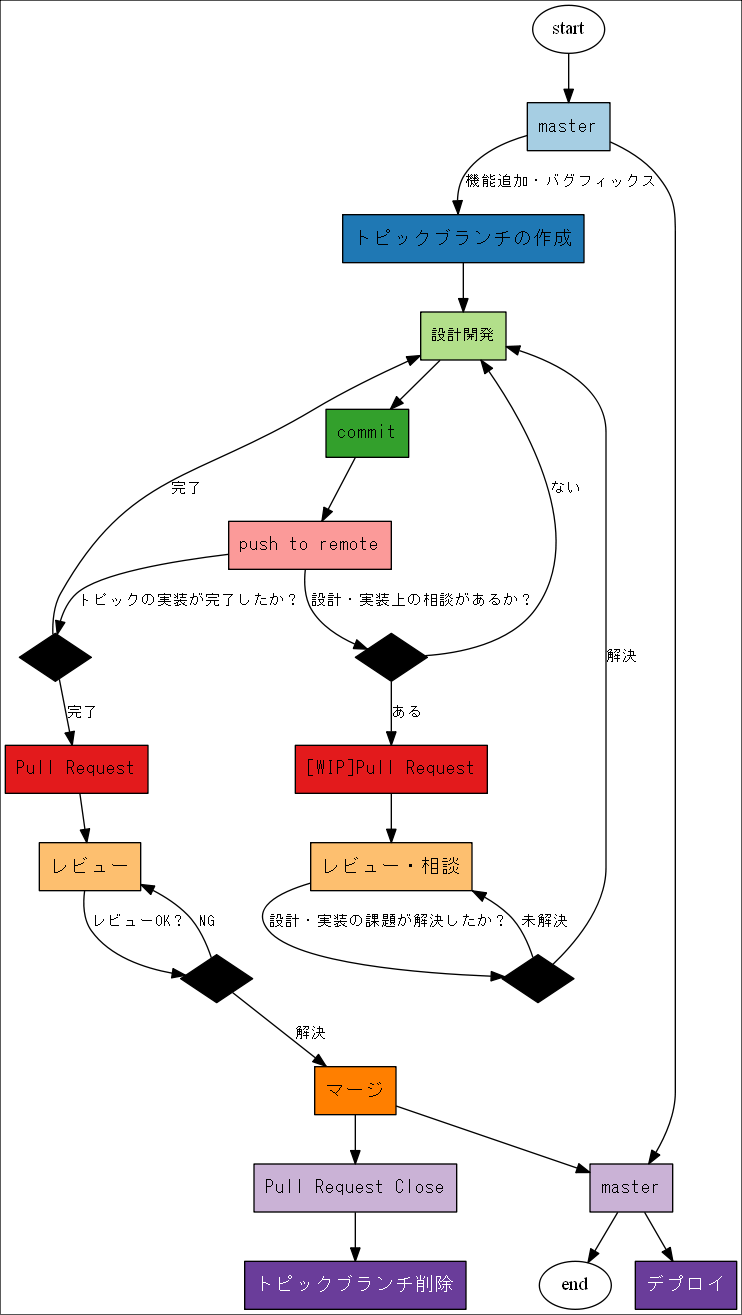 start
master
機能追加・バグフィックス
トピックブランチの作成
設計開発
commit
完了
ない
push to remote
トピックの実装が完了したか？
設計・実装上の相談があるか？
解決
完了
ある
Pull Request
[WIP]Pull Request
レビュー
レビュー・相談
レビューOK？
NG
設計・実装の課題が解決したか？
未解決
解決
マージ
Pull Request Close
master
トピックブランチ削除
end
デプロイ